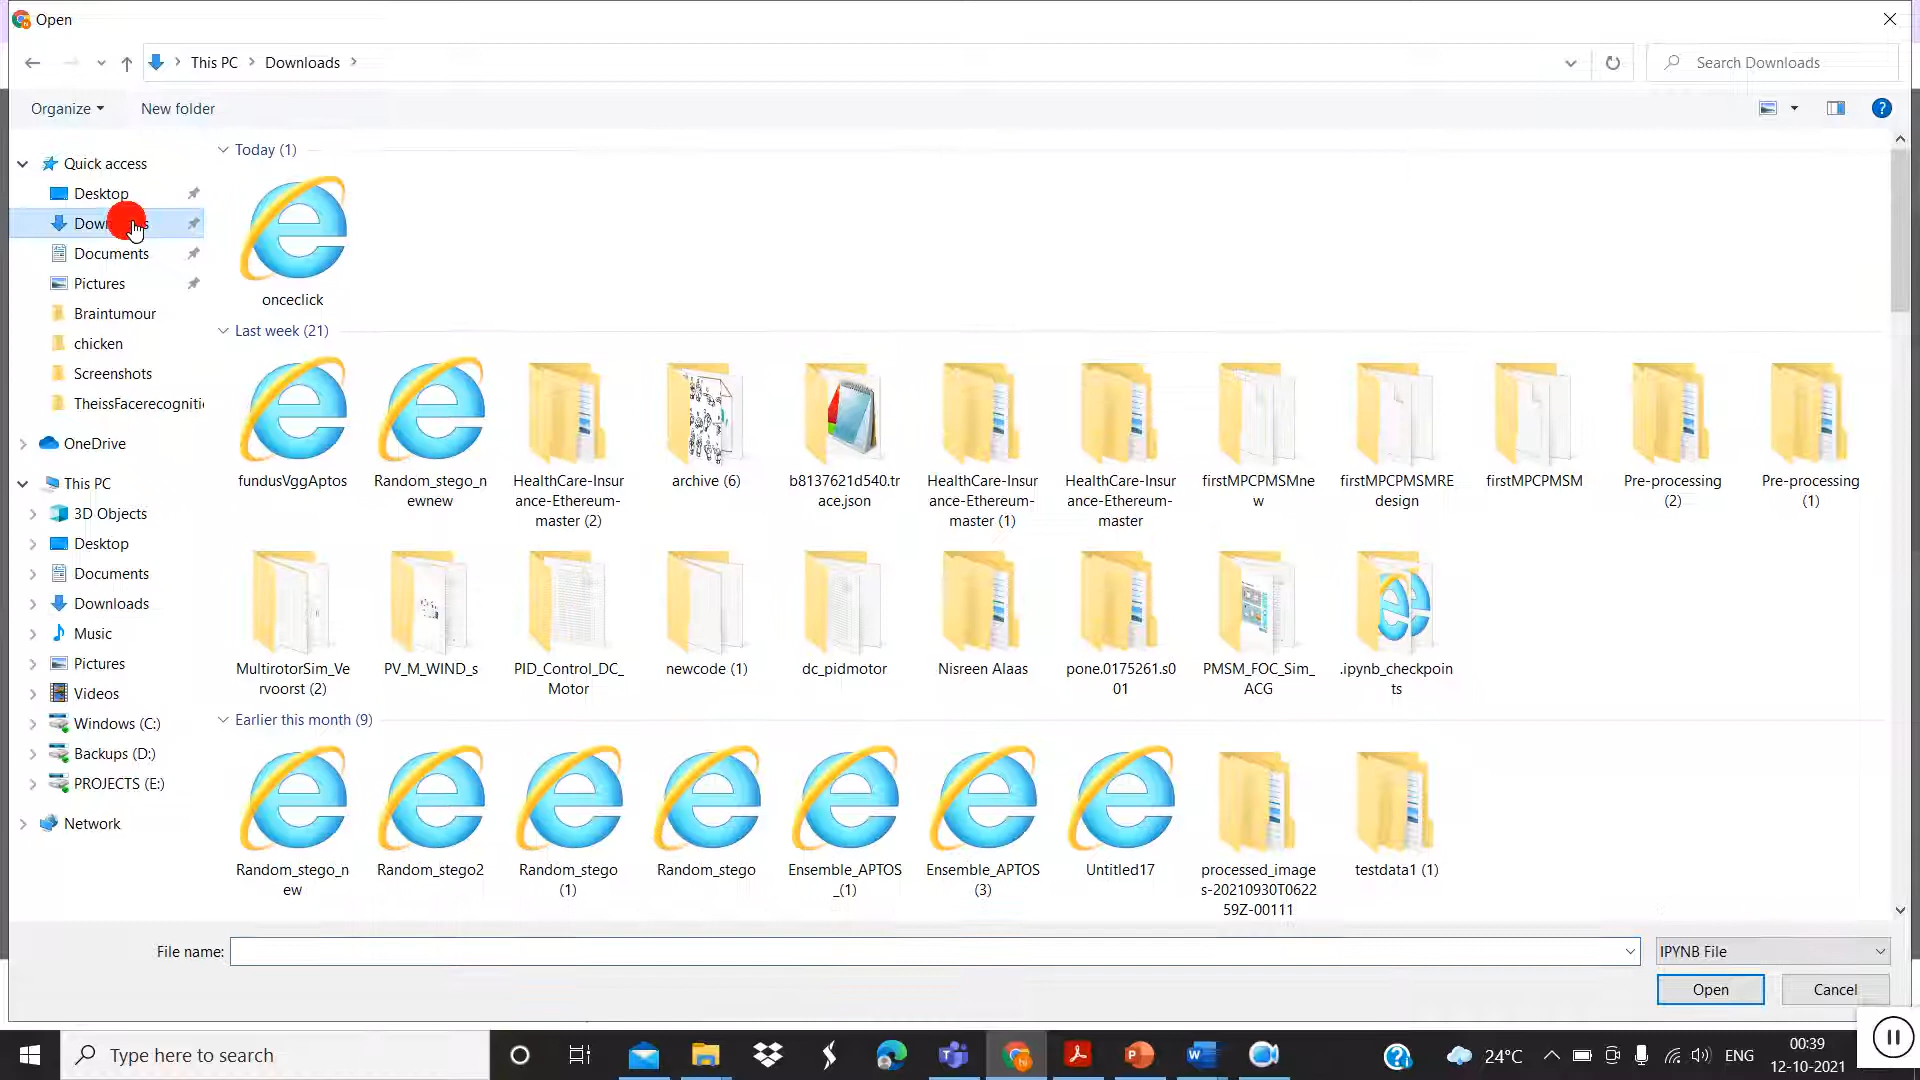 Open
This PC
Downloads
Search Downloads
Organize
New folder
Quick access
Desktop
Documents
Pictures
Braintumour
chicken
Screenshots
TheissFacerecogniti
OneDrive
This PC
3D Objects
Desktop
Documents
Downloads
Music
Pictures
Videos
Windows (C:)
Backups (D:)
PROJECTS (E:)
Network
Today (1)
onceclick
Last week (21)
fundusVggAptos
Random_stego_n
ewnew
HealthCare-Insur
ance-Ethereum-
master (2)
archive (6)
b8137621d540.tr
ace.json
HealthCare-Insur
ance-Ethereum-
master (1)
HealthCare-Insur
ance-Ethereum-
master
firstMPCPMSMne
w
firstMPCPMSMRE
design
firstMPCPMSM
Pre-processing
(2)
Pre-processing
(1)
MultirotorSim_Ve
rvoorst (2)
PV_M_WIND_s
PID_Control_DC_
Motor
newcode (1)
dc_pidmotor
Nisreen Alaas
pone.0175261.s0
01
PMSM_FOC_Sim_
ACG
.ipynb_checkpoin
ts
Earlier this month (9)
Random_stego_n
ew
Random_stego2
Random_stego
(1)
Random_stego
Ensemble_APTOS
_(1)
Ensemble_APTOS
(3)
Untitled17
processed_image
s-20210930T0622
59Z-00111
testdata1 (1)
File name:
IPYNB File
Open
Cancel
Type here to search
24°C
ENG
00:39
12-10-2021